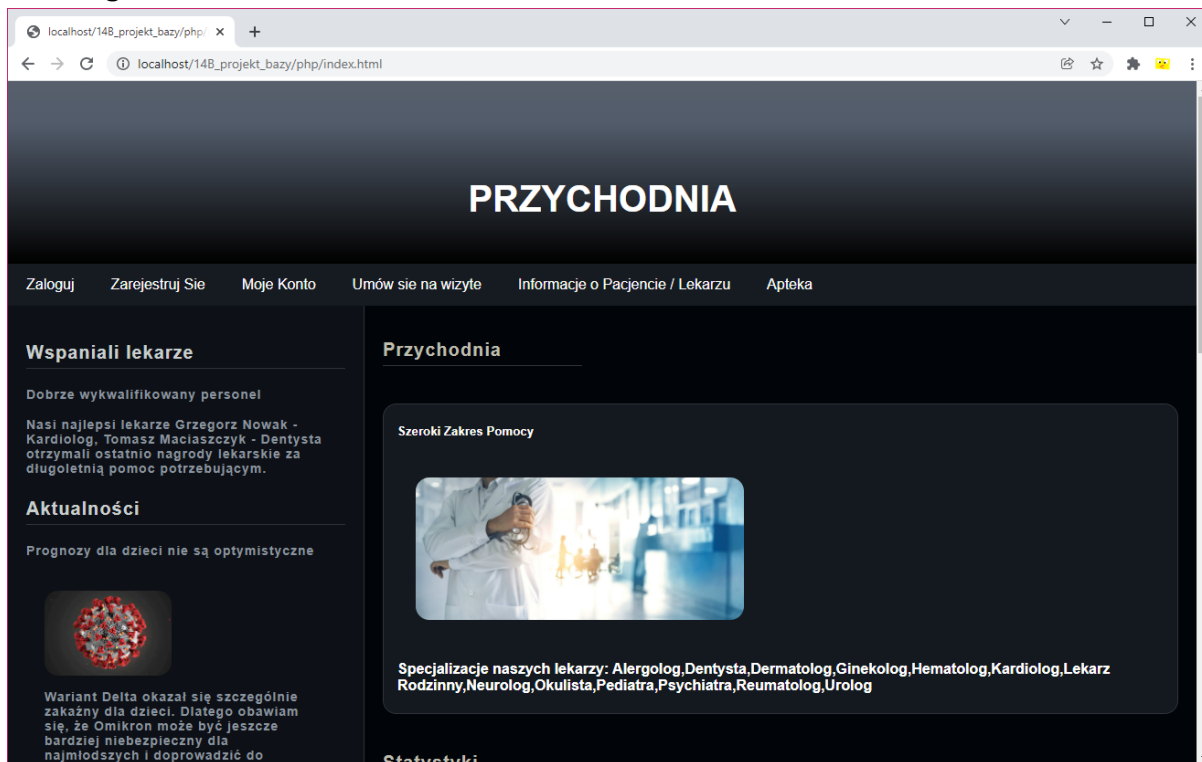 localhost/14B_projekt_bazy/php/
localhost/14B_projekt_bazy/php/index.html
PRZYCHODNIA
Zaloguj Zarejestruj Sie Moje Konto Umów sie na wizyte Informacje o Pacjencie / Lekarzu Apteka
Wspaniali lekarze
Dobrze wykwalifikowany personel
Nasi najlepsi lekarze Grzegorz Nowak -
Kardiolog, Tomasz Maciaszczyk - Dentysta
otrzymali ostatnio nagrody lekarskie za
długoletnią pomoc potrzebującym.
Aktualności
Prognozy dla dzieci nie są optymistyczne
Wariant Delta okazał się szczególnie
zakaźny dla dzieci. Dlatego obawiam
się, że Omikron może być jeszcze
bardziej niebezpieczny dla
najmłodszych i doprowadzić do
Przychodnia
Szeroki Zakres Pomocy
Specjalizacje naszych lekarzy: Alergolog,Dentysta,Dermatolog,Ginekolog,Hematolog,Kardiolog,Lekarz
Rodzinny,Neurolog,Okulista,Pediatra,Psychiatra,Reumatolog,Urolog
Statystyki